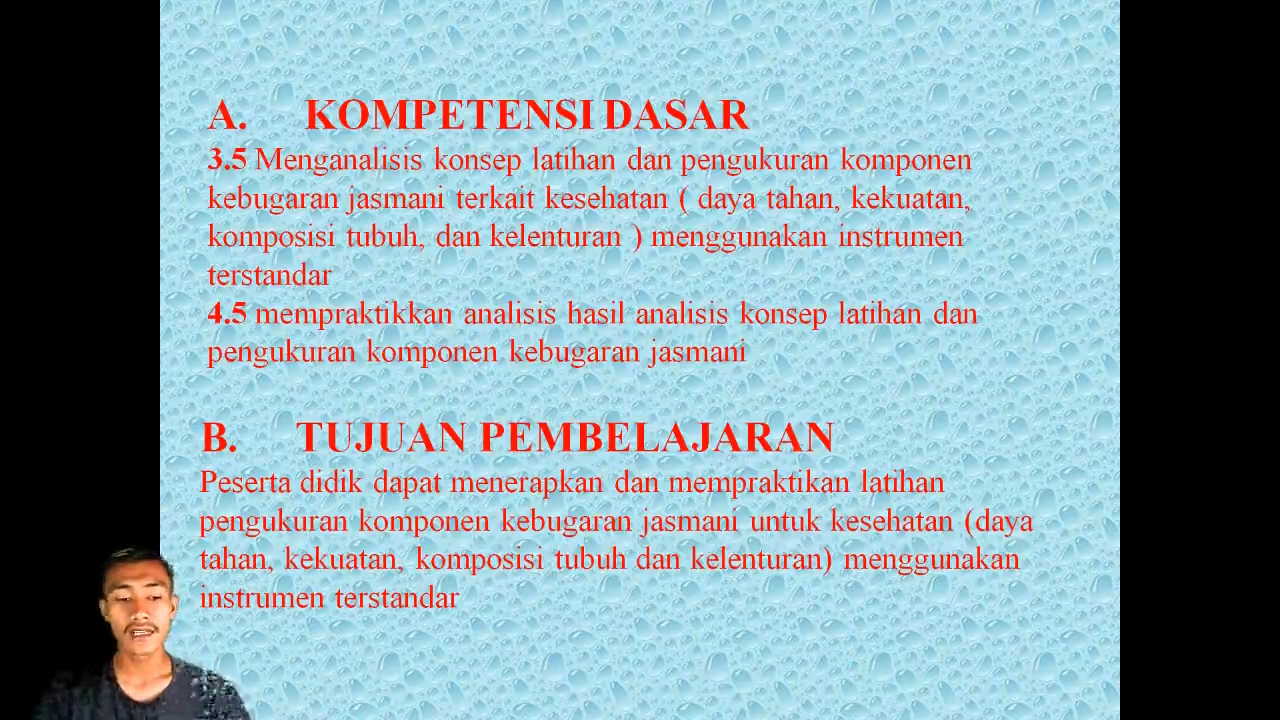 A. KOMPETENSI DASAR
3.5 Menganalisis konsep latihan dan pengukuran komponen
kebugaran jasmani terkait kesehatan ( daya tahan, kekuatan,
komposisi tubuh, dan kelenturan ) menggunakan instrumen
terstandar
4.5 mempraktikkan analisis hasil analisis konsep latihan dan
pengukuran komponen kebugaran jasmani
B. TUJUAN PEMBELAJARAN
Peserta didik dapat menerapkan dan mempraktikan latihan
pengukuran komponen kebugaran jasmani untuk kesehatan (daya
tahan, kekuatan, komposisi tubuh dan kelenturan) menggunakan
instrumen terstandar